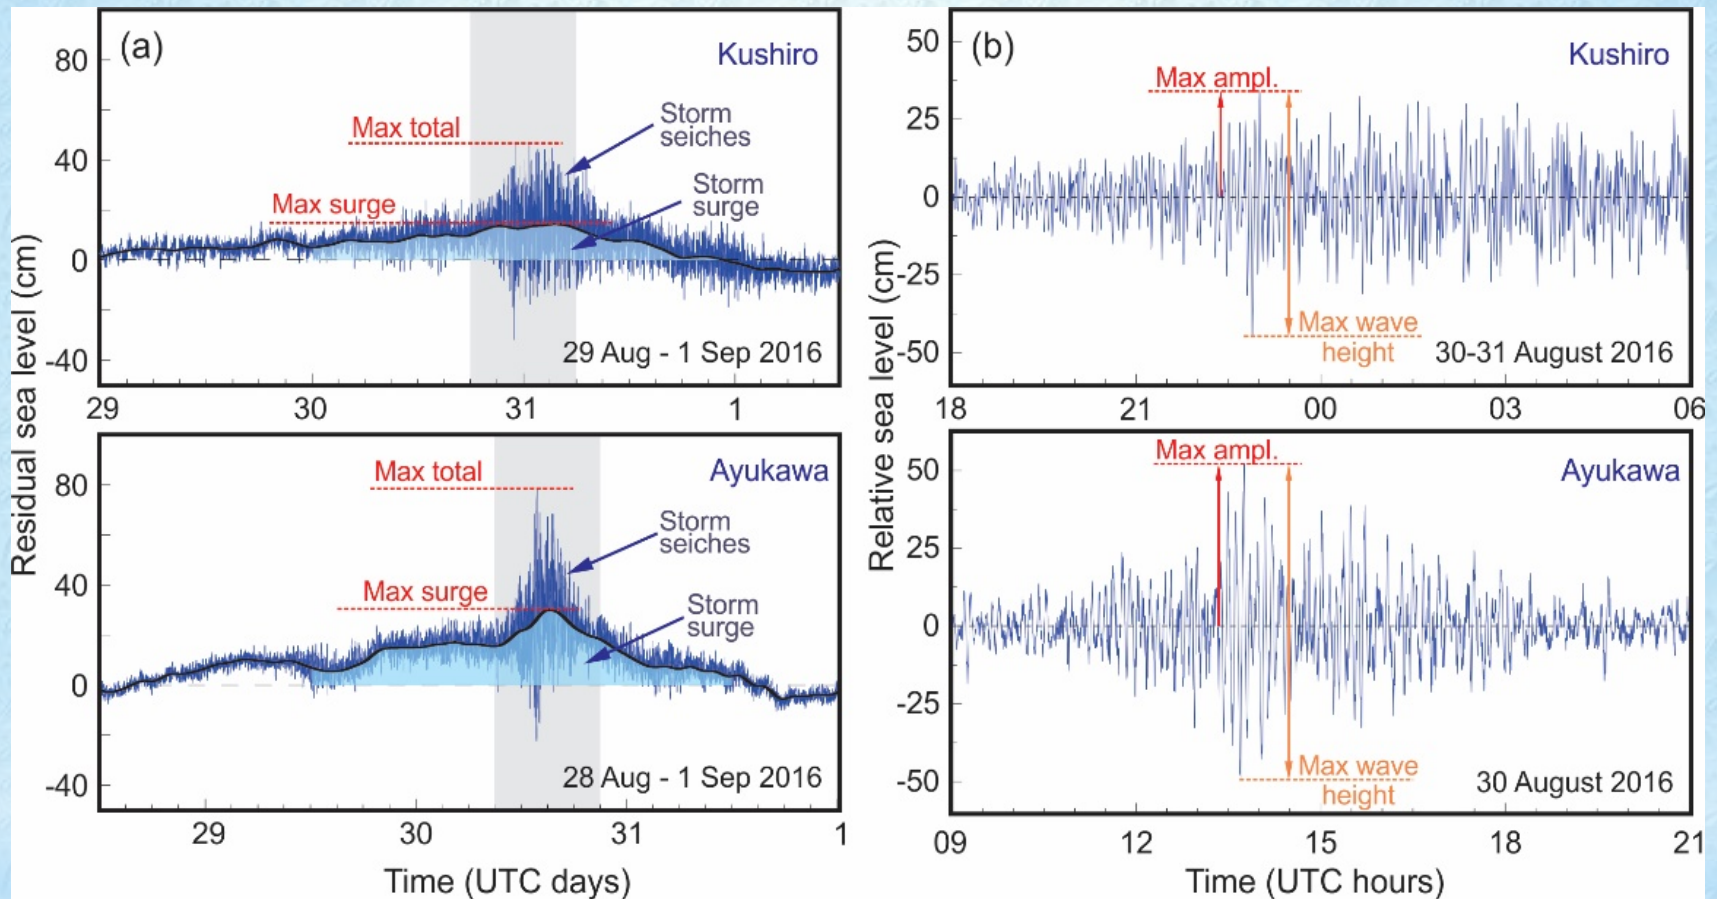 (a)
Kushiro
80
40
0
-40
Max total
Max surge
Storm
seiches
Storm
surge
29 Aug - 1 Sep 2016
29 30 31 1
Ayukawa
80
40
0
-40
Max total
Max surge
Storm
seiches
Storm
surge
28 Aug - 1 Sep 2016
29 30 31 1
Residual sea level (cm)
Time (UTC days)
(b)
Kushiro
50
25
0
-25
-50
Max ampl.
Max wave
height
30-31 August 2016
18 21 00 03 06
Ayukawa
50
25
0
-25
-50
Max ampl.
Max wave
height
30 August 2016
09 12 15 18 21
Relative sea level (cm)
Time (UTC hours)